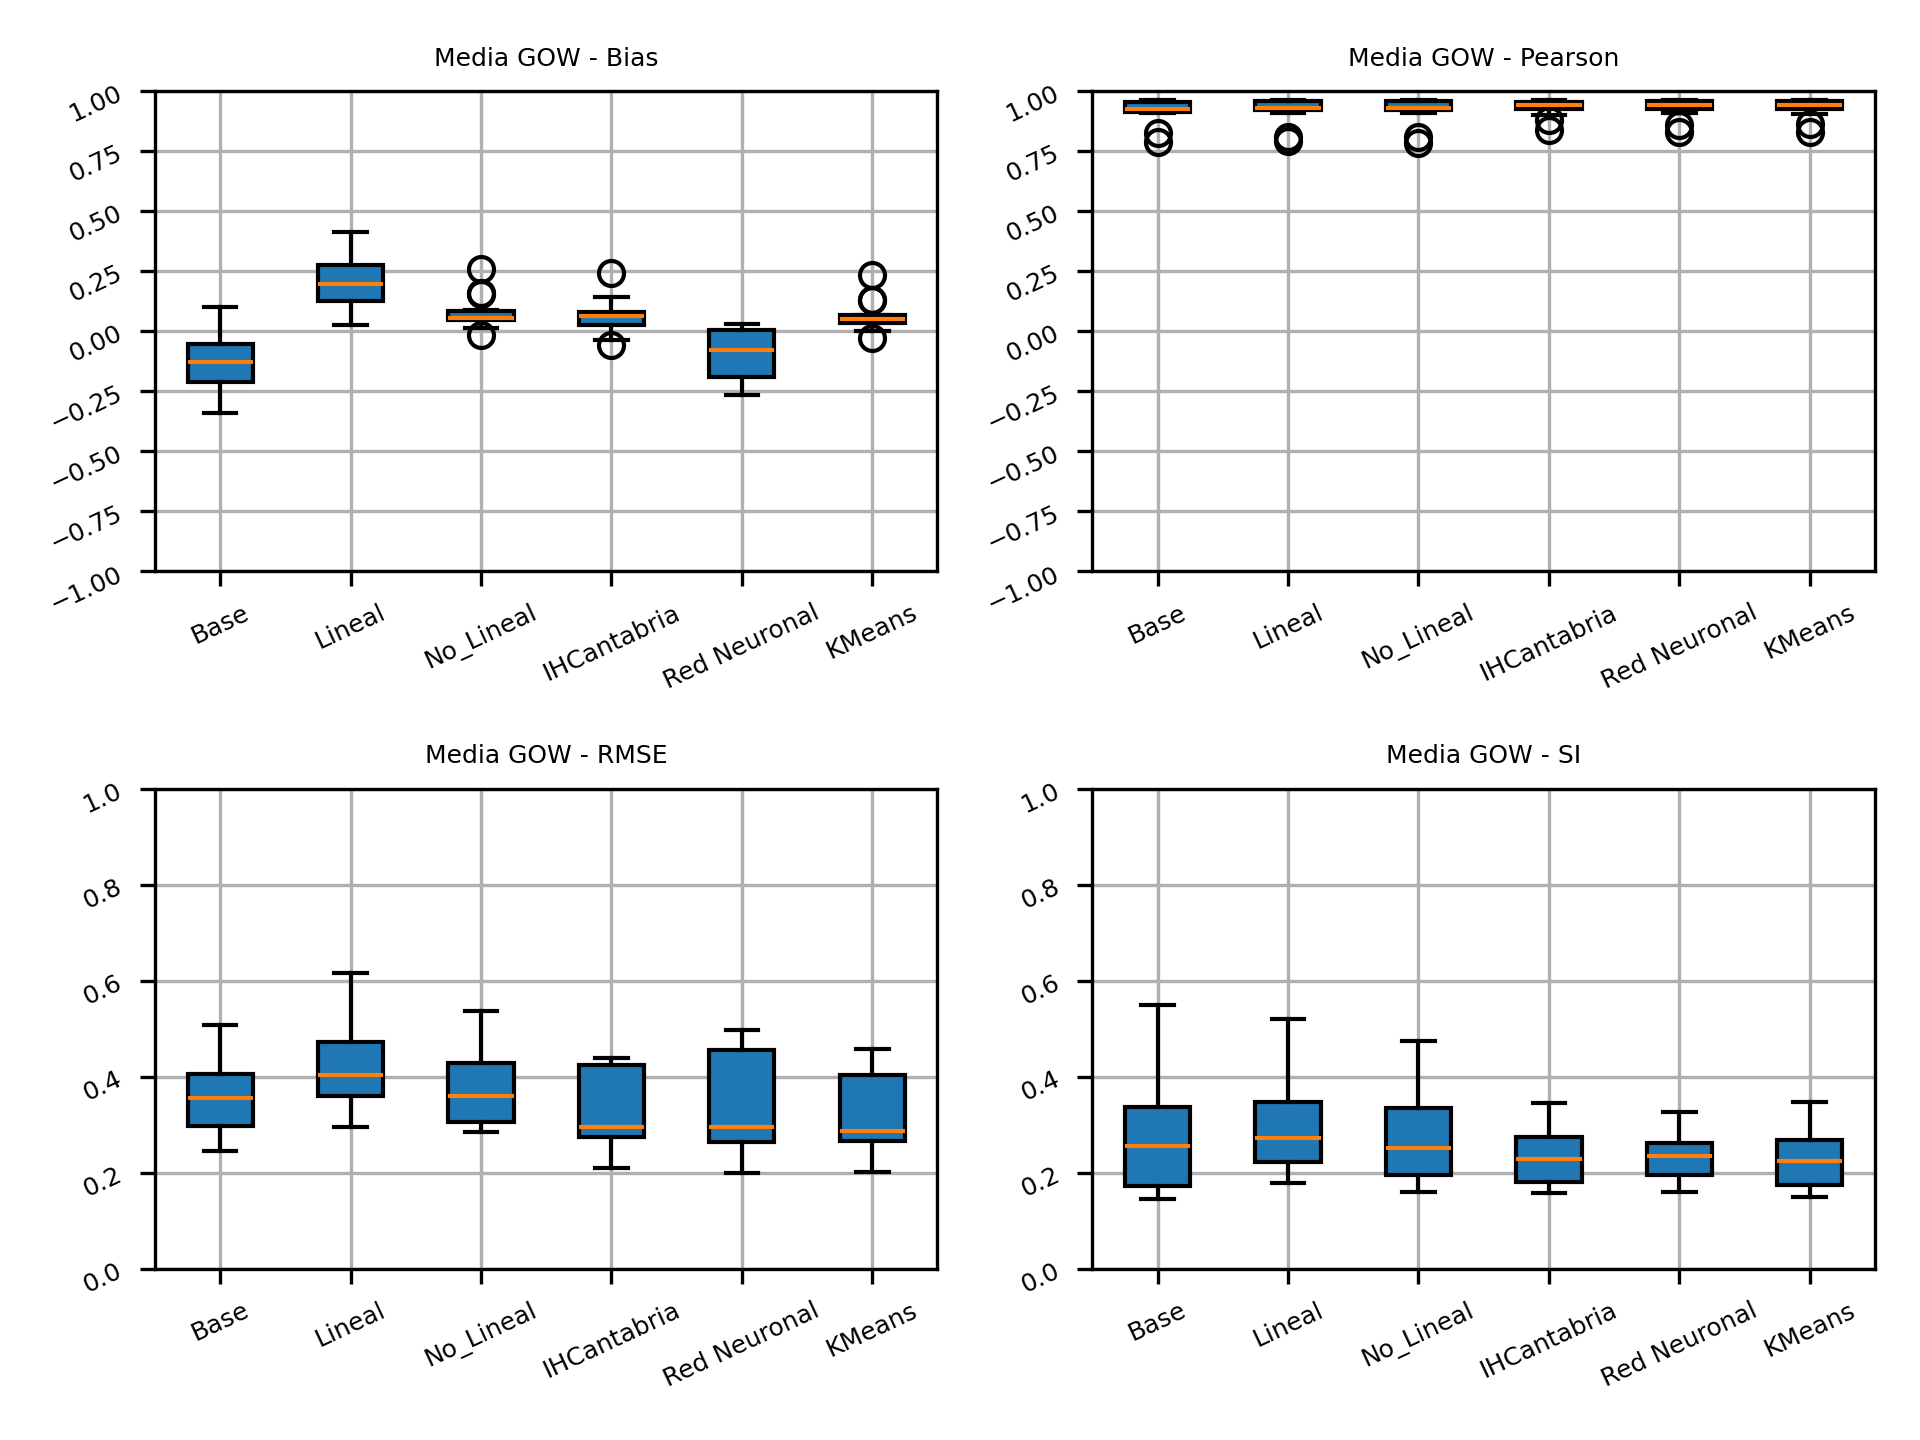 Media GOW - Bias
1.00
0.75
0.50
0.25
0.00
−0.25
−0.50
−0.75
−1.00
Base
Lineal
No_Lineal
IHCantabria
Red Neuronal
KMeans
Media GOW - Pearson
1.00
0.75
0.50
0.25
0.00
−0.25
−0.50
−0.75
−1.00
Base
Lineal
No_Lineal
IHCantabria
Red Neuronal
KMeans
Media GOW - RMSE
1.0
0.8
0.6
0.4
0.2
0.0
Base
Lineal
No_Lineal
IHCantabria
Red Neuronal
KMeans
Media GOW - SI
1.0
0.8
0.6
0.4
0.2
0.0
Base
Lineal
No_Lineal
IHCantabria
Red Neuronal
KMeans